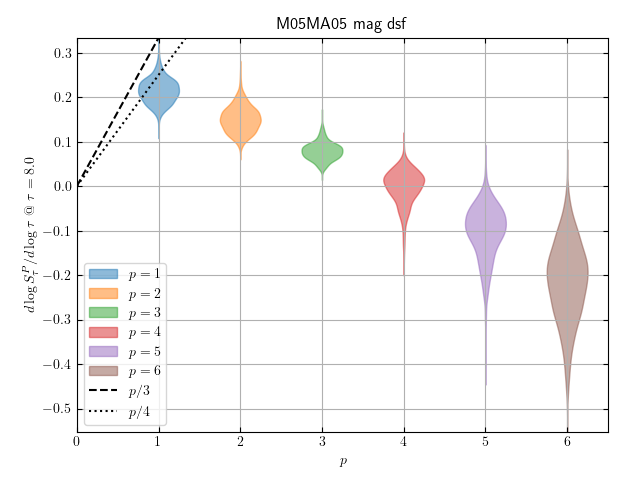 M05MA05 mag dsf
d log S_τ^P / d log τ @ τ = 8.0
0.3
0.2
0.1
0.0
−0.1
−0.2
−0.3
−0.4
−0.5
p = 1
p = 2
p = 3
p = 4
p = 5
p = 6
p/3
p/4
0 1 2 3 4 5 6
p